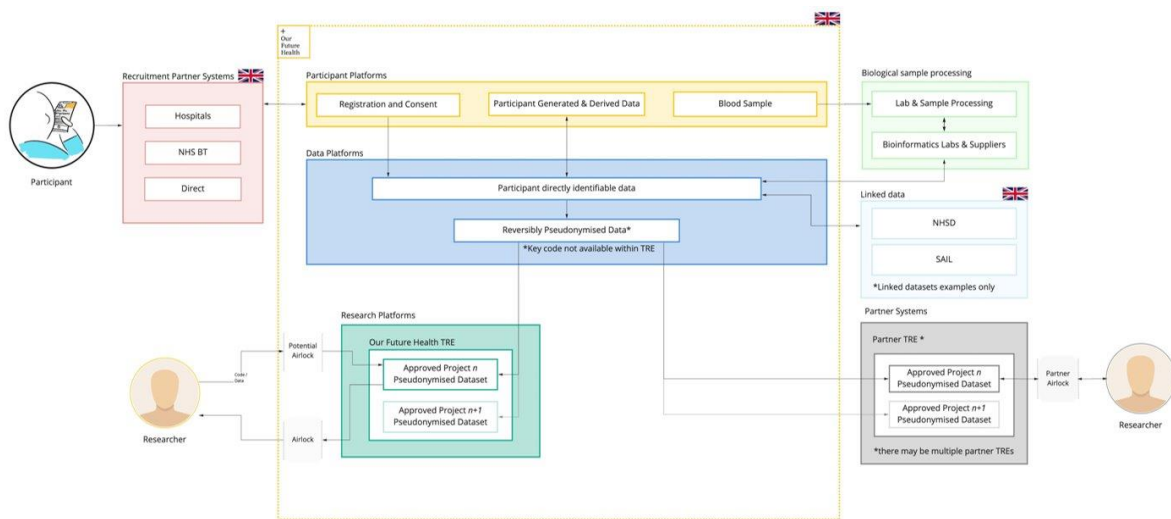 +
Our
Future
Health
Recruitment Partner Systems
Hospitals
NHS BT
Direct
Participant
Participant Platforms
Registration and Consent
Participant Generated & Derived Data
Blood Sample
Biological sample processing
Lab & Sample Processing
Bioinformatics Labs & Suppliers
Data Platforms
Participant directly identifiable data
Reversibly Pseudonymised Data*
*Key code not available within TRE
Linked data
NHSD
SAIL
*Linked datasets examples only
Research Platforms
Our Future Health TRE
Approved Project n
Pseudonymised Dataset
Approved Project n+1
Pseudonymised Dataset
Potential
Airlock
Code /
Data
Airlock
Researcher
Partner Systems
Partner TRE *
Approved Project n
Pseudonymised Dataset
Approved Project n+1
Pseudonymised Dataset
*there may be multiple partner TREs
Partner
Airlock
Researcher